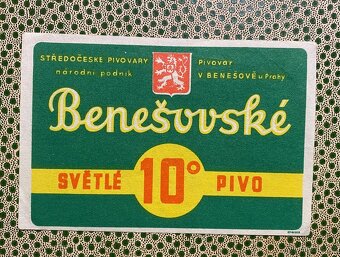 STŘEDOČESKÉ PIVOVARY
národní podnik
Pivovar
V BENEŠOVĚ u Prahy
Benešovské
SVĚTLÉ 10° PIVO